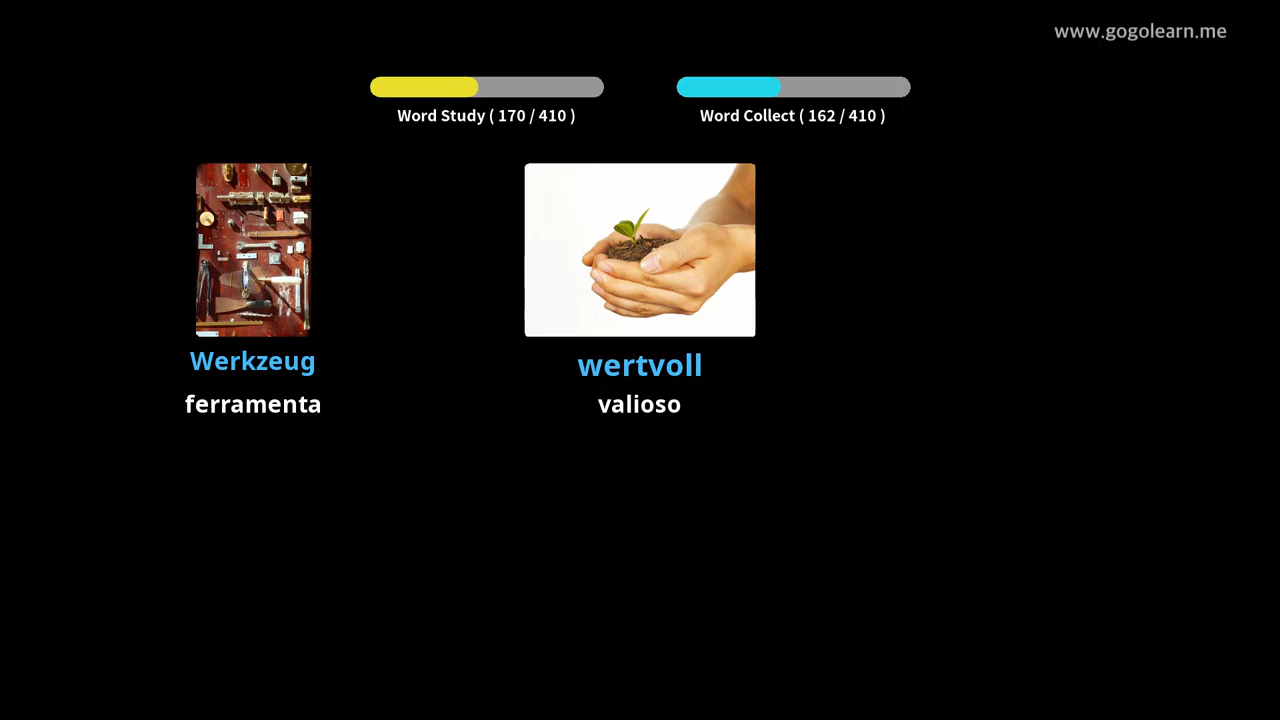 www.gogolearn.me
Word Study ( 170 / 410 )
Word Collect ( 162 / 410 )
Werkzeug
ferramenta
wertvoll
valioso